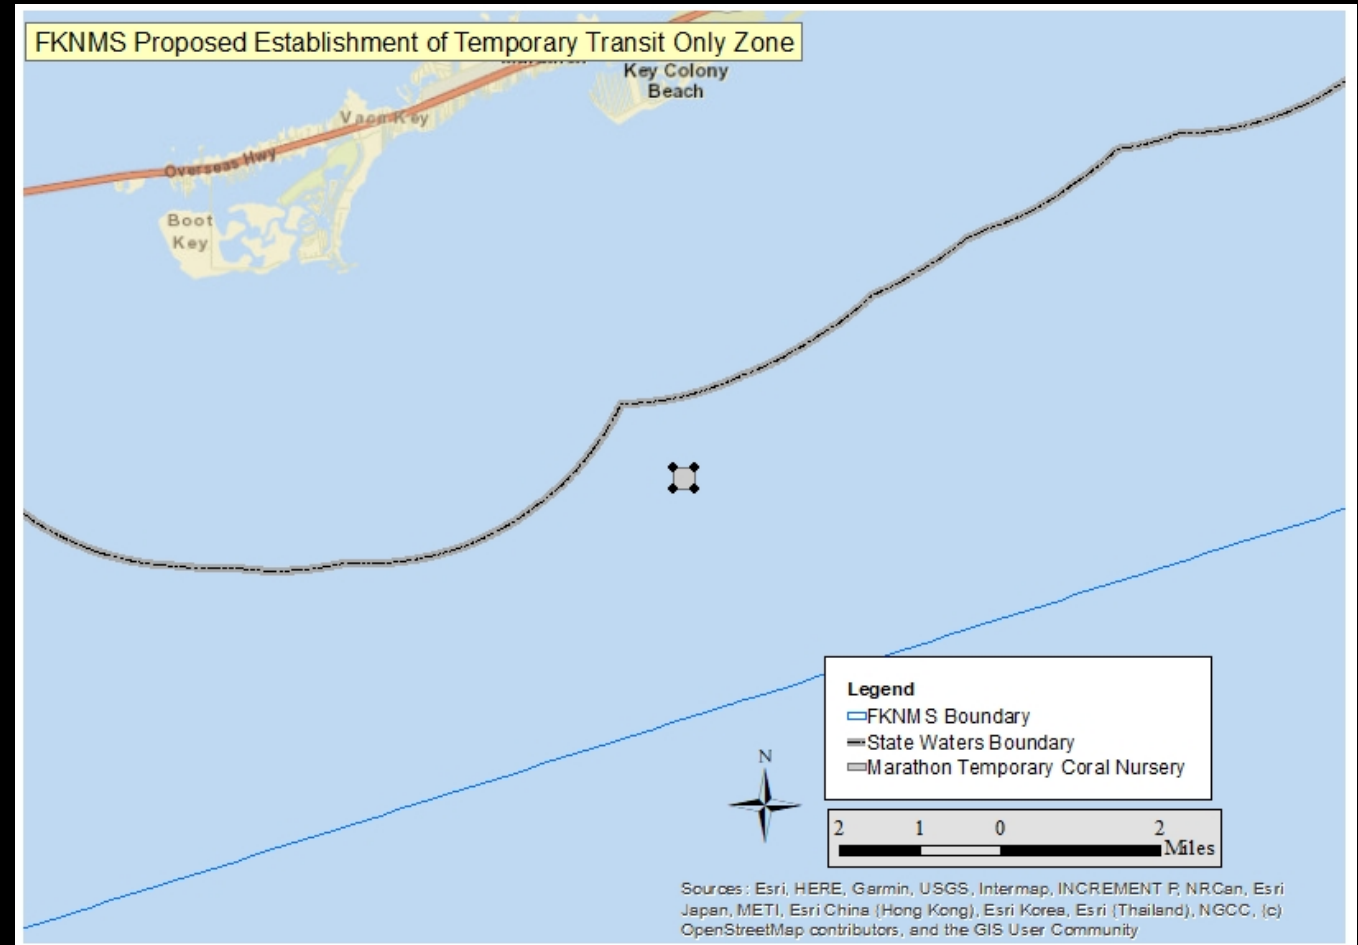 FKNMS Proposed Establishment of Temporary Transit Only Zone
Key Colony
Beach
Vaca Key
Overseas Hwy
Boot
Key
Legend
FKNMS Boundary
State Waters Boundary
Marathon Temporary Coral Nursery
N
2 1 0 2
Miles
Sources: Esri, HERE, Garmin, USGS, Intermap, INCREMENT P, NRCan, Esri
Japan, METI, Esri China (Hong Kong), Esri Korea, Esri (Thailand), NGCC, (c)
OpenStreetMap contributors, and the GIS User Community